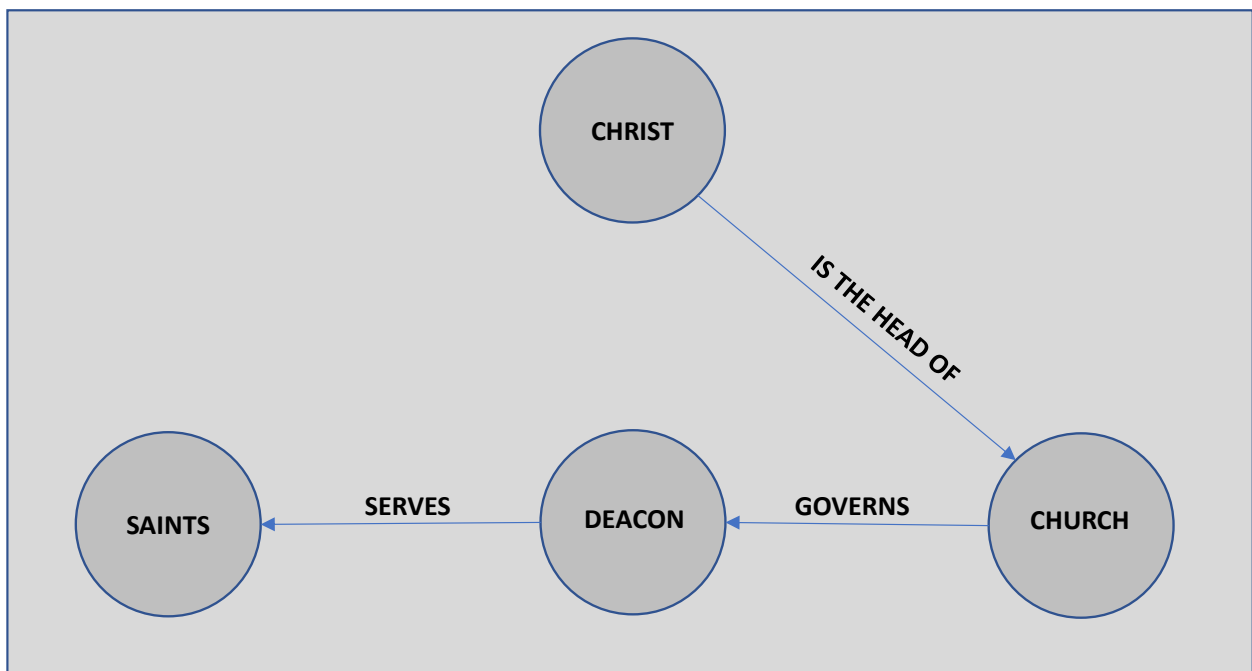 CHRIST
IS THE HEAD OF
SAINTS
SERVES
DEACON
GOVERNS
CHURCH